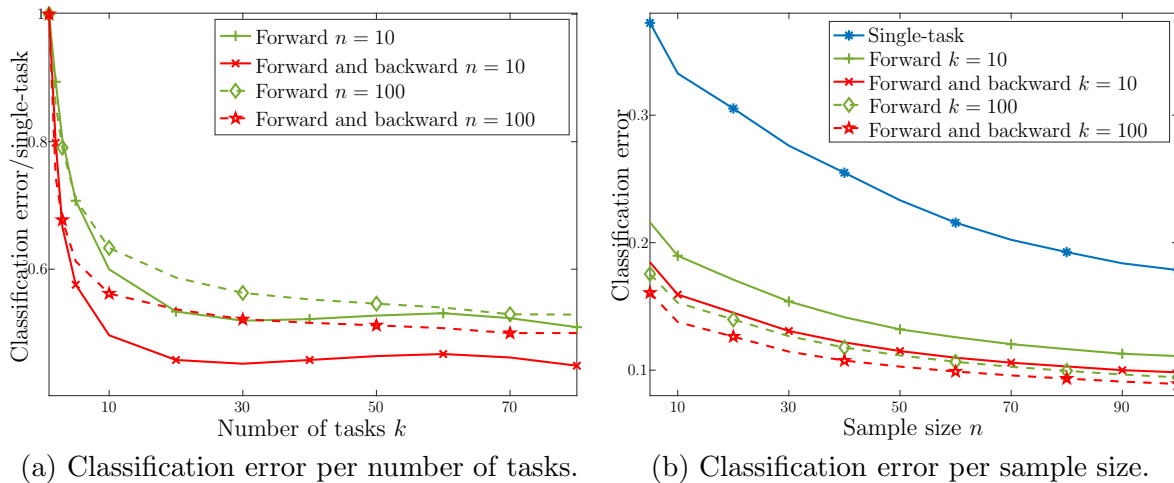 1
0.8
0.6
Classification error/single-task
Forward n = 10
Forward and backward n = 10
Forward n = 100
Forward and backward n = 100
10 30 50 70
Number of tasks k
(a) Classification error per number of tasks.
0.3
0.2
0.1
Classification error
Single-task
Forward k = 10
Forward and backward k = 10
Forward k = 100
Forward and backward k = 100
10 30 50 70 90
Sample size n
(b) Classification error per sample size.